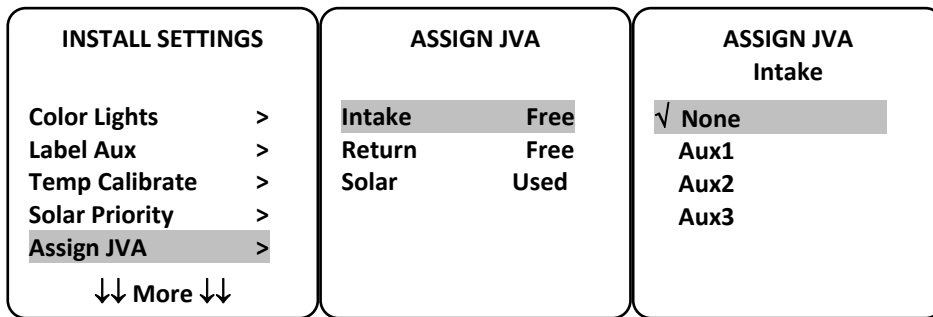 INSTALL SETTINGS
Color Lights >
Label Aux >
Temp Calibrate >
Solar Priority >
Assign JVA >
↓↓ More ↓↓
ASSIGN JVA
Intake Free
Return Free
Solar Used
ASSIGN JVA
Intake
√ None
Aux1
Aux2
Aux3